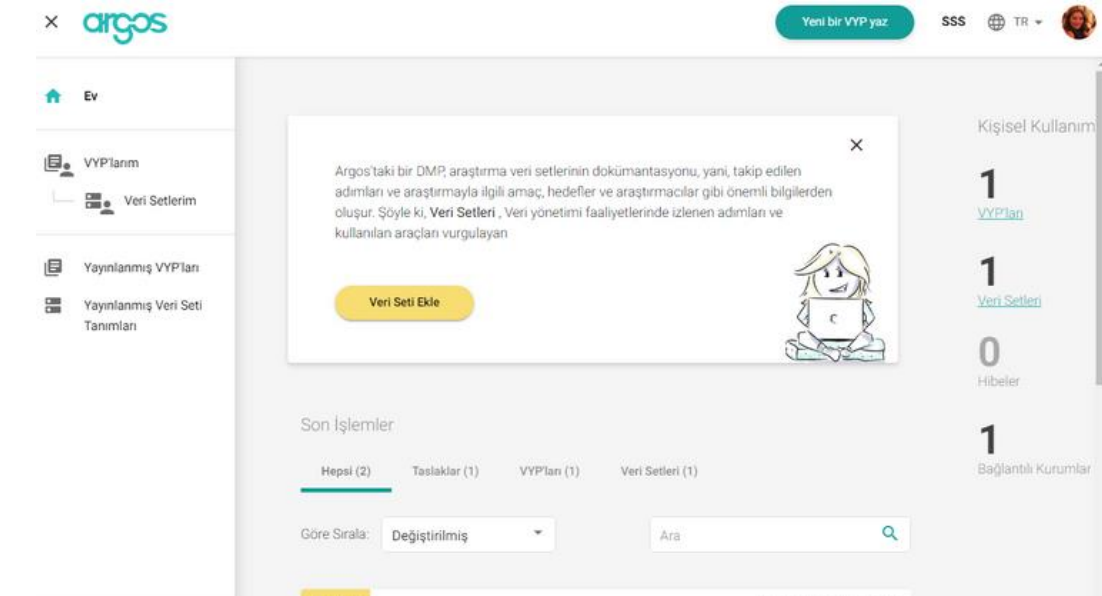 argos
Yeni bir VYP yaz
SSS
TR
Ev
VYP'larım
Veri Setlerim
Yayınlanmış VYP'ları
Yayınlanmış Veri Seti
Tanımları
Argos'taki bir DMP, araştırma veri setlerinin dokümantasyonu, yani, takip edilen
adımları ve araştırmayla ilgili amaç, hedefler ve araştırmacılar gibi önemli bilgilerden
oluşur. Şöyle ki, Veri Setleri , Veri yönetimi faaliyetlerinde izlenen adımları ve
kullanılan araçları vurgulayan
Veri Seti Ekle
Kişisel Kullanım
1
VYP'ları
1
Veri Setleri
0
Hibeler
1
Bağlantılı Kurumlar
Son İşlemler
Hepsi (2)
Taslaklar (1)
VYP'ları (1)
Veri Setleri (1)
Göre Sırala:
Değiştirilmiş
Ara